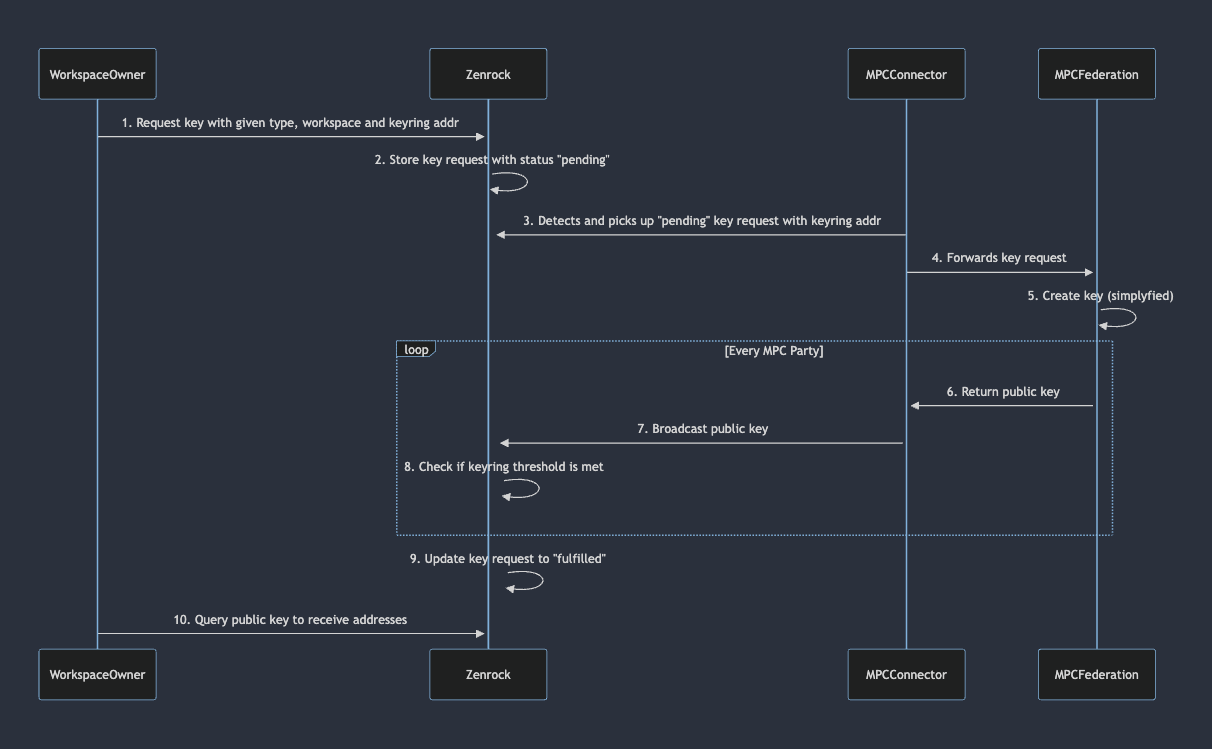 WorkspaceOwner
Zenrock
MPCConnector
MPCFederation
1. Request key with given type, workspace and keyring addr
2. Store key request with status "pending"
3. Detects and picks up "pending" key request with keyring addr
4. Forwards key request
5. Create key (simplyfied)
loop
[Every MPC Party]
6. Return public key
7. Broadcast public key
8. Check if keyring threshold is met
9. Update key request to "fulfilled"
10. Query public key to receive addresses
WorkspaceOwner
Zenrock
MPCConnector
MPCFederation